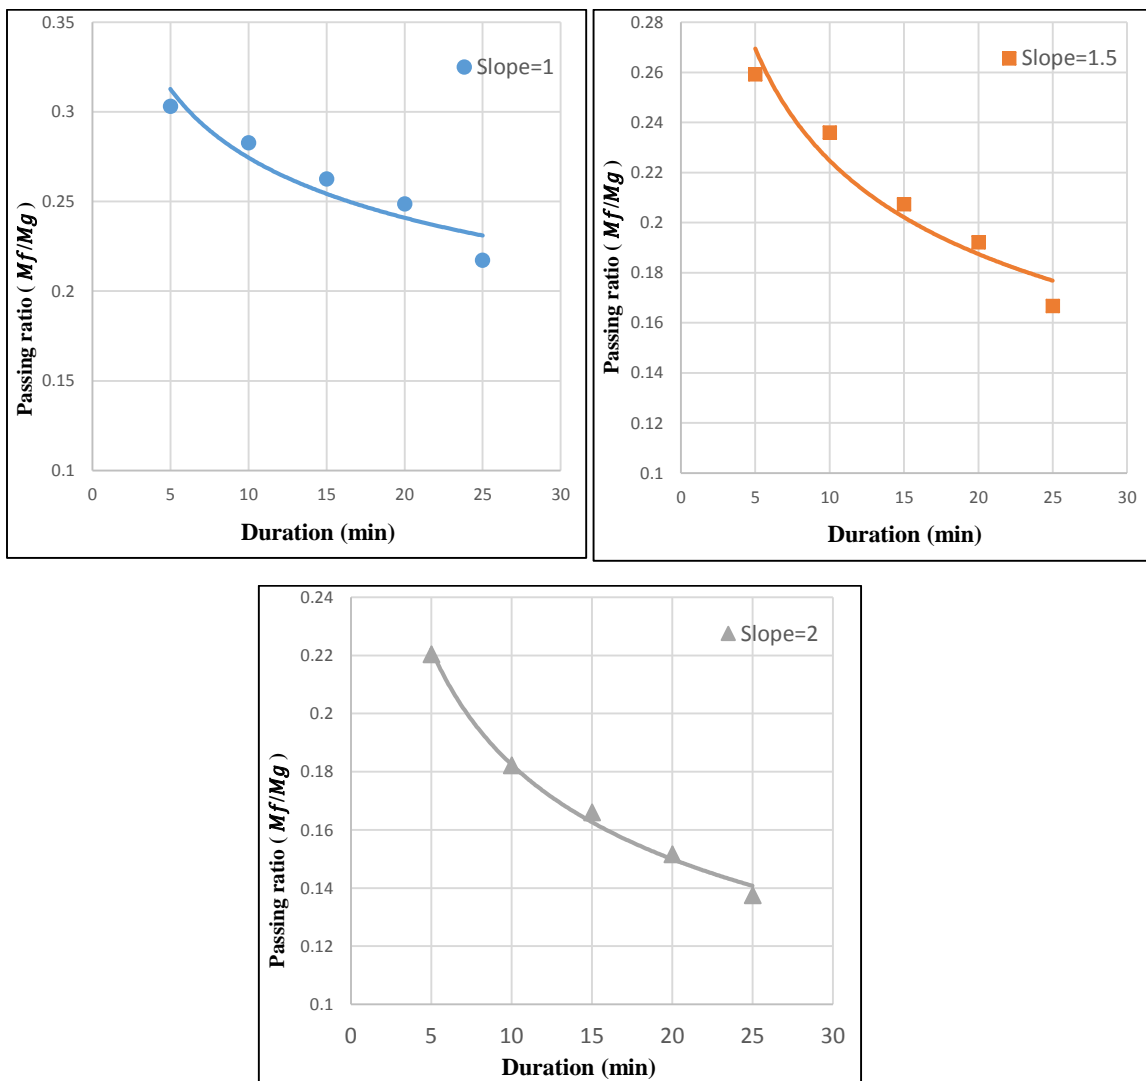 0.35
0.3
0.25
0.2
0.15
0.1
0 5 10 15 20 25 30
Passing ratio ( Mf/Mg )
Duration (min)
Slope=1
0.28
0.26
0.24
0.22
0.2
0.18
0.16
0.14
0.12
0.1
0 5 10 15 20 25 30
Passing ratio ( Mf/Mg )
Duration (min)
Slope=1.5
0.24
0.22
0.2
0.18
0.16
0.14
0.12
0.1
0 5 10 15 20 25 30
Passing ratio ( Mf/Mg )
Duration (min)
Slope=2